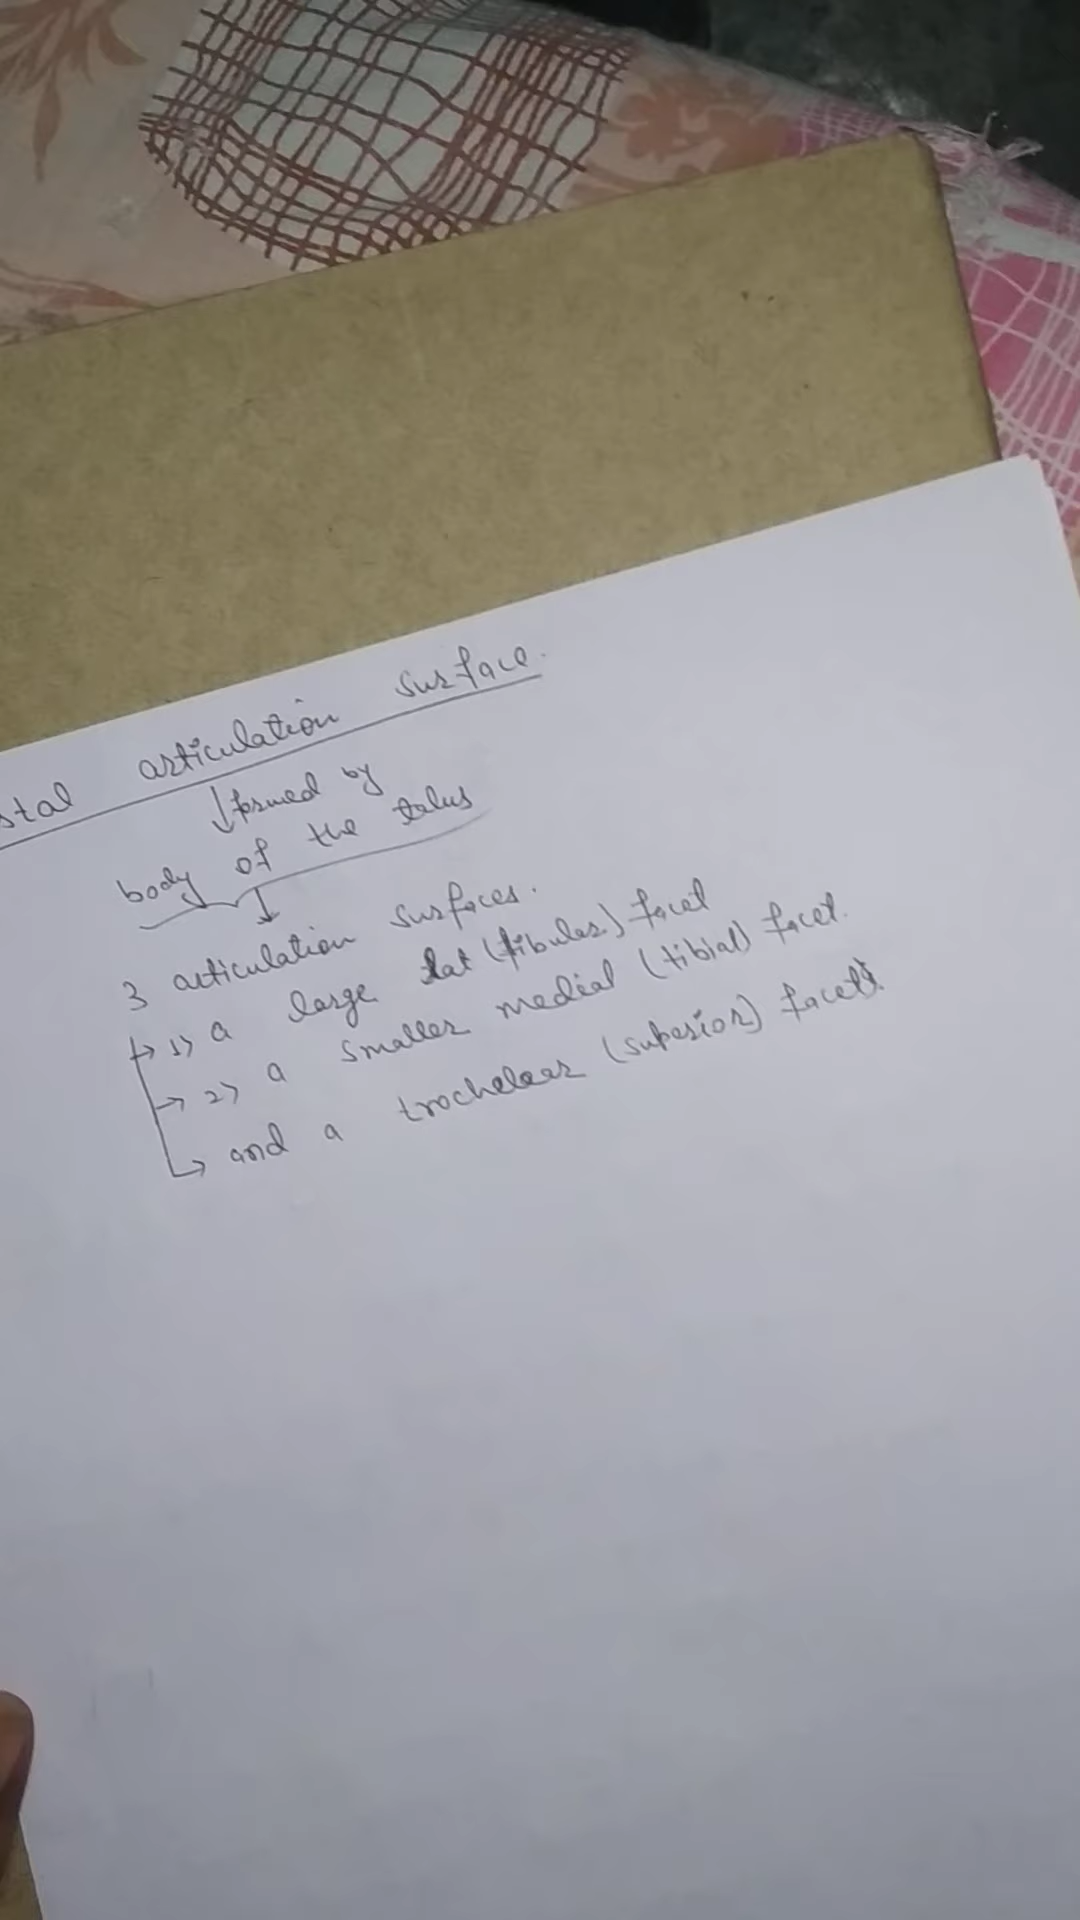 stal articulation surface.
↓ formed by
body of the talus
↓
3 articulation surfaces.
→ 1) a large lat (fibular) facet
→ 2) a smaller medial (tibial) facet.
→ and a trochelear (superior) facets.